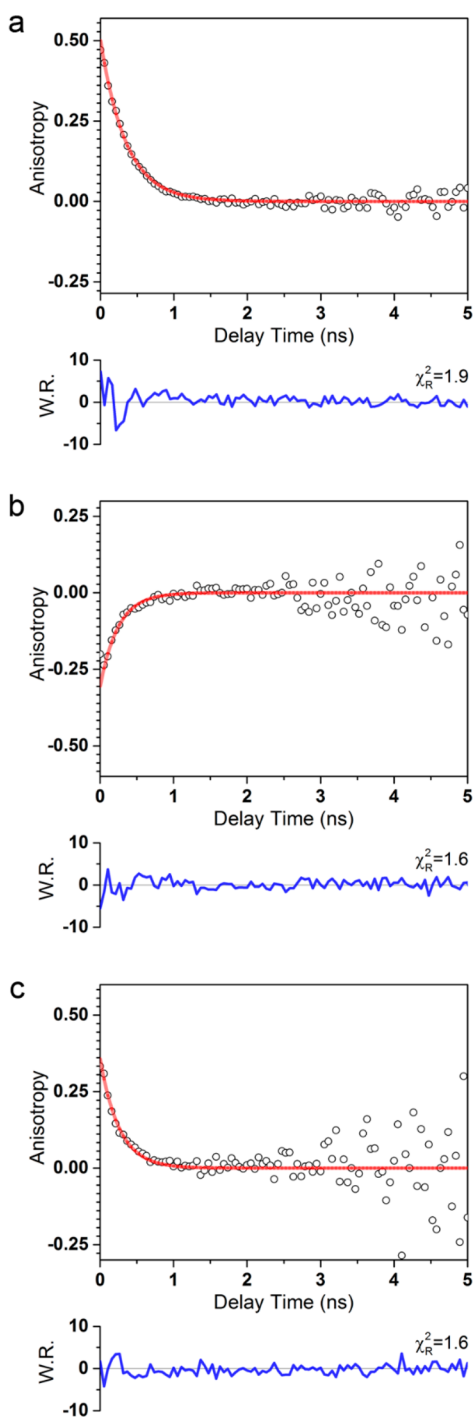 a
0.50
0.25
0.00
-0.25
Anisotropy
0 1 2 3 4 5
Delay Time (ns)
10
0
-10
W.R.
χ²R=1.9
b
0.25
0.00
-0.25
-0.50
Anisotropy
0 1 2 3 4 5
Delay Time (ns)
10
0
-10
W.R.
χ²R=1.6
c
0.50
0.25
0.00
-0.25
Anisotropy
0 1 2 3 4 5
Delay Time (ns)
10
0
-10
W.R.
χ²R=1.6